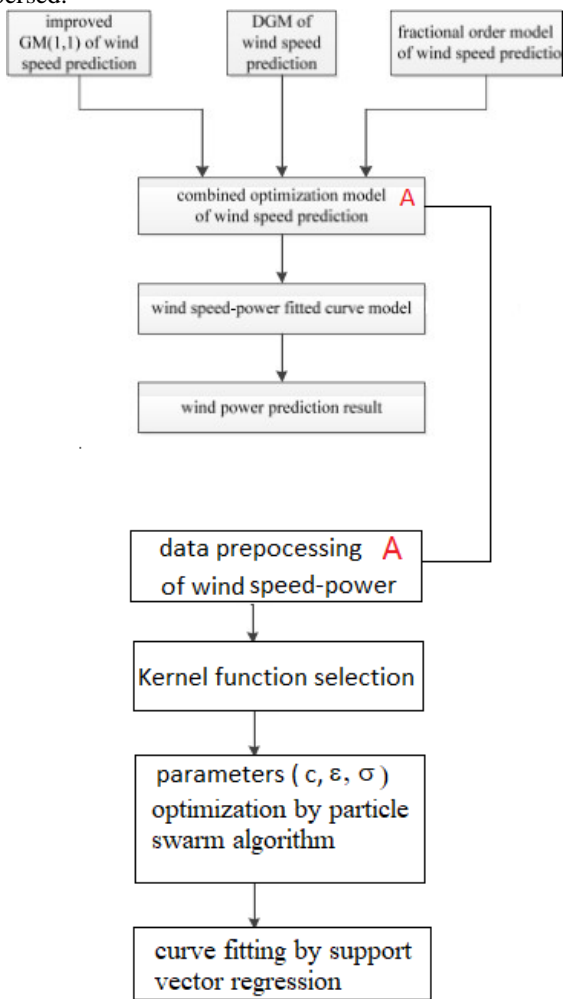 persed.
improved
GM(1,1) of wind
speed prediction
DGM of
wind speed
prediction
fractional order model
of wind speed predictio
combined optimization model A
of wind speed prediction
wind speed-power fitted curve model
wind power prediction result
data prepocessing A
of wind speed-power
Kernel function selection
parameters ( c, ε, σ )
optimization by particle
swarm algorithm
curve fitting by support
vector regression